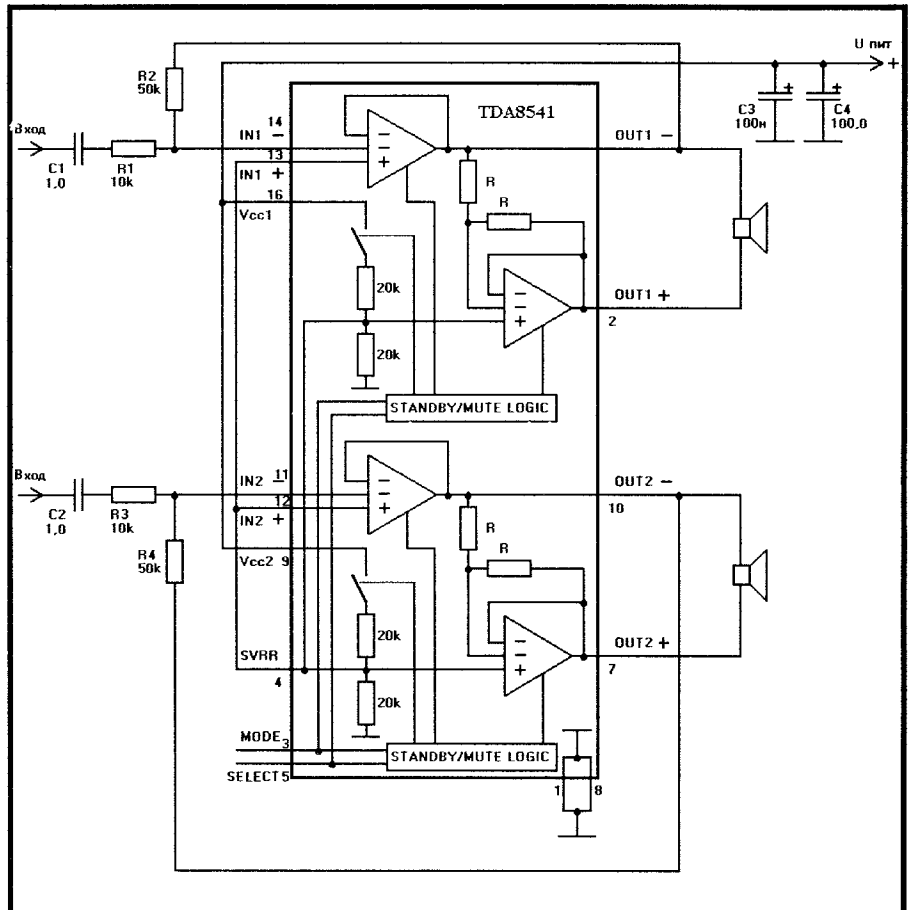 U пит
+
R2
50k
TDA8541
C3
100н
+
C4
100,0
+
Вход
14
IN1 −
OUT1 −
C1
1,0
R1
10k
13
IN1 +
16
Vcc1
R
R
20k
20k
OUT1 +
2
STANDBY/MUTE LOGIC
Вход
11
IN2 −
OUT2 −
10
C2
1,0
R3
10k
12
IN2 +
R4
50k
Vcc2 9
R
R
20k
20k
SVRR
4
OUT2 +
7
MODE 3
STANDBY/MUTE LOGIC
SELECT 5
1
8